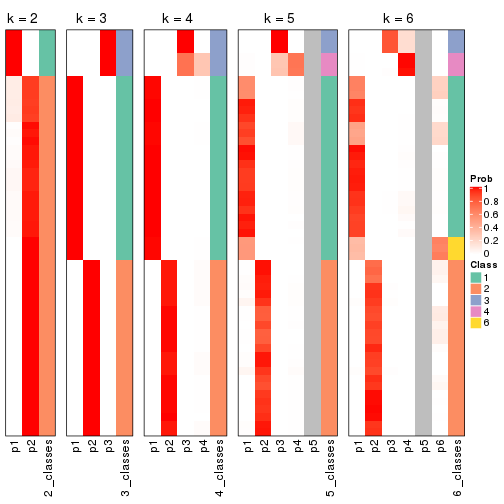 k = 2
k = 3
k = 4
k = 5
k = 6
Prob
1
0.8
0.6
0.4
0.2
0
Class
1
2
3
4
6
p1
p2
2_classes
p1
p2
p3
3_classes
p1
p2
p3
p4
4_classes
p1
p2
p3
p4
p5
5_classes
p1
p2
p3
p4
p5
p6
6_classes